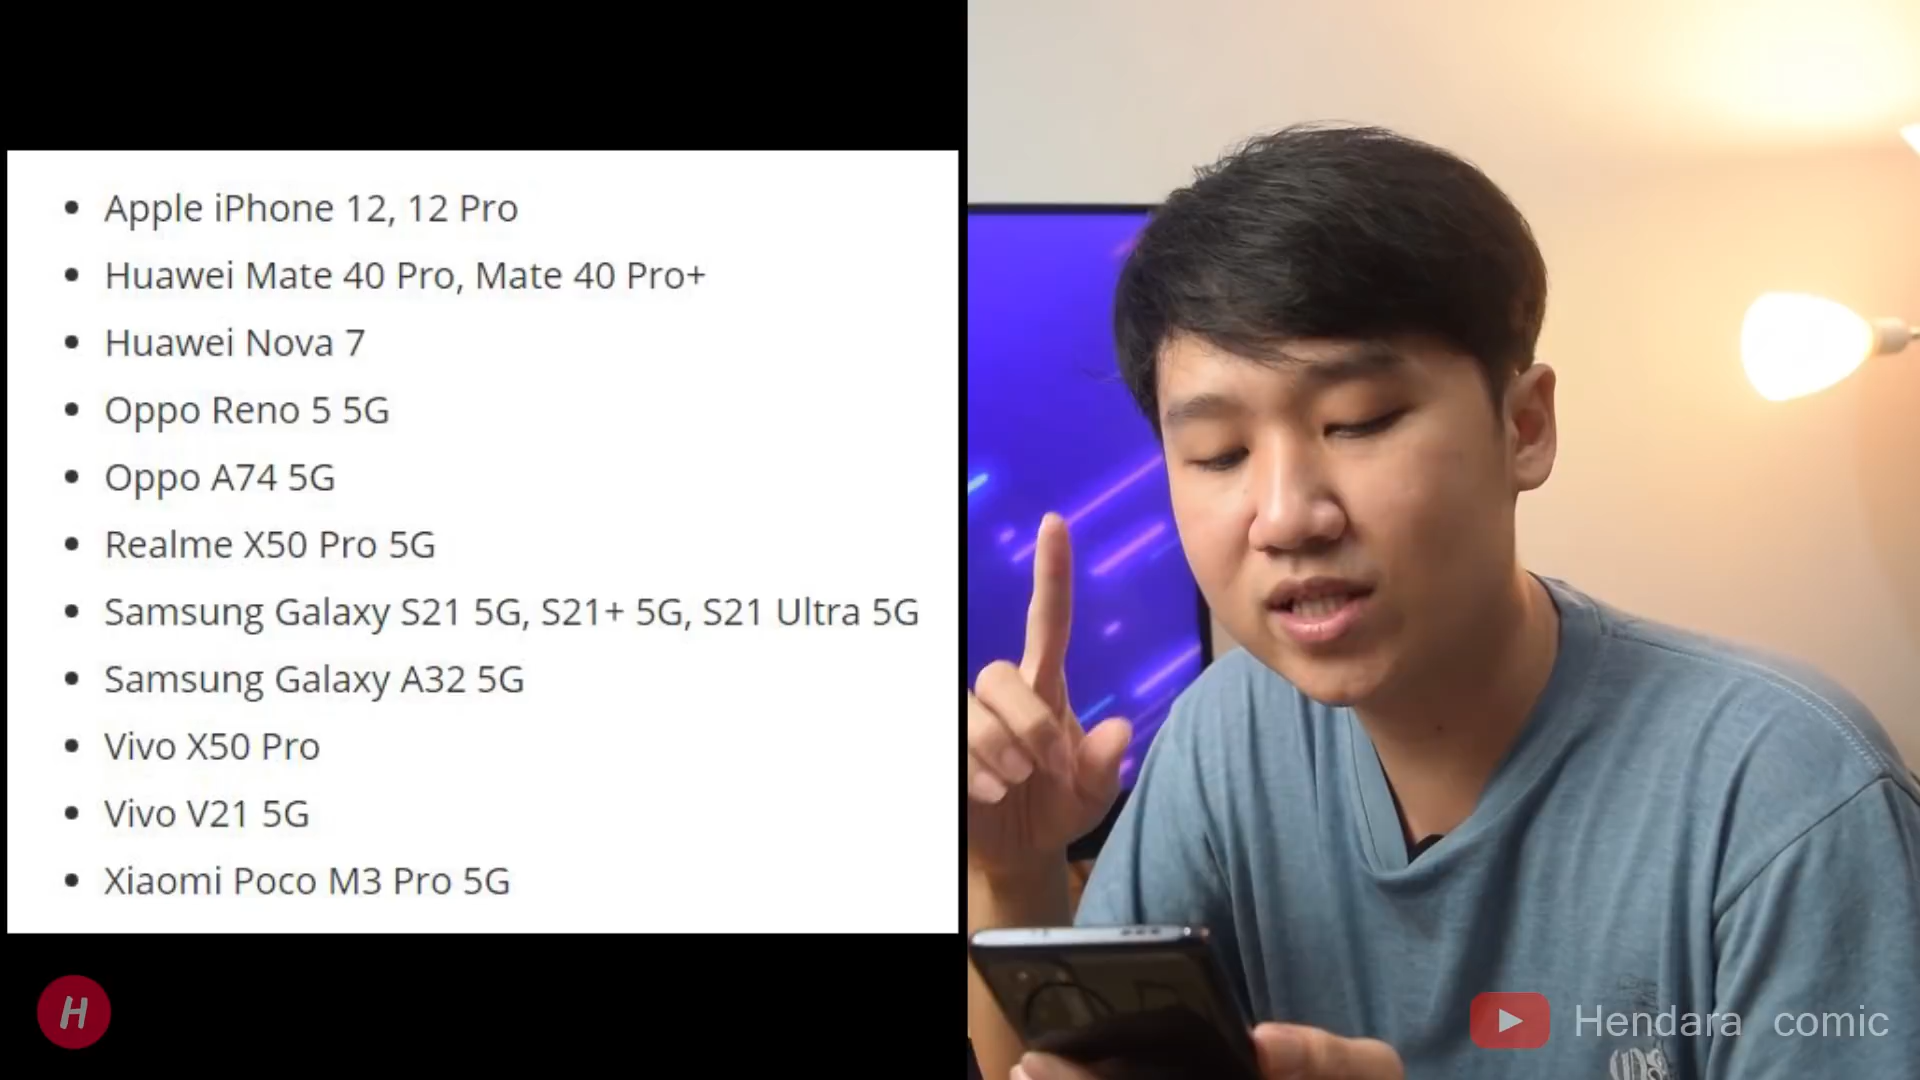 • Apple iPhone 12, 12 Pro
• Huawei Mate 40 Pro, Mate 40 Pro+
• Huawei Nova 7
• Oppo Reno 5 5G
• Oppo A74 5G
• Realme X50 Pro 5G
• Samsung Galaxy S21 5G, S21+ 5G, S21 Ultra 5G
• Samsung Galaxy A32 5G
• Vivo X50 Pro
• Vivo V21 5G
• Xiaomi Poco M3 Pro 5G
H
Hendara comic